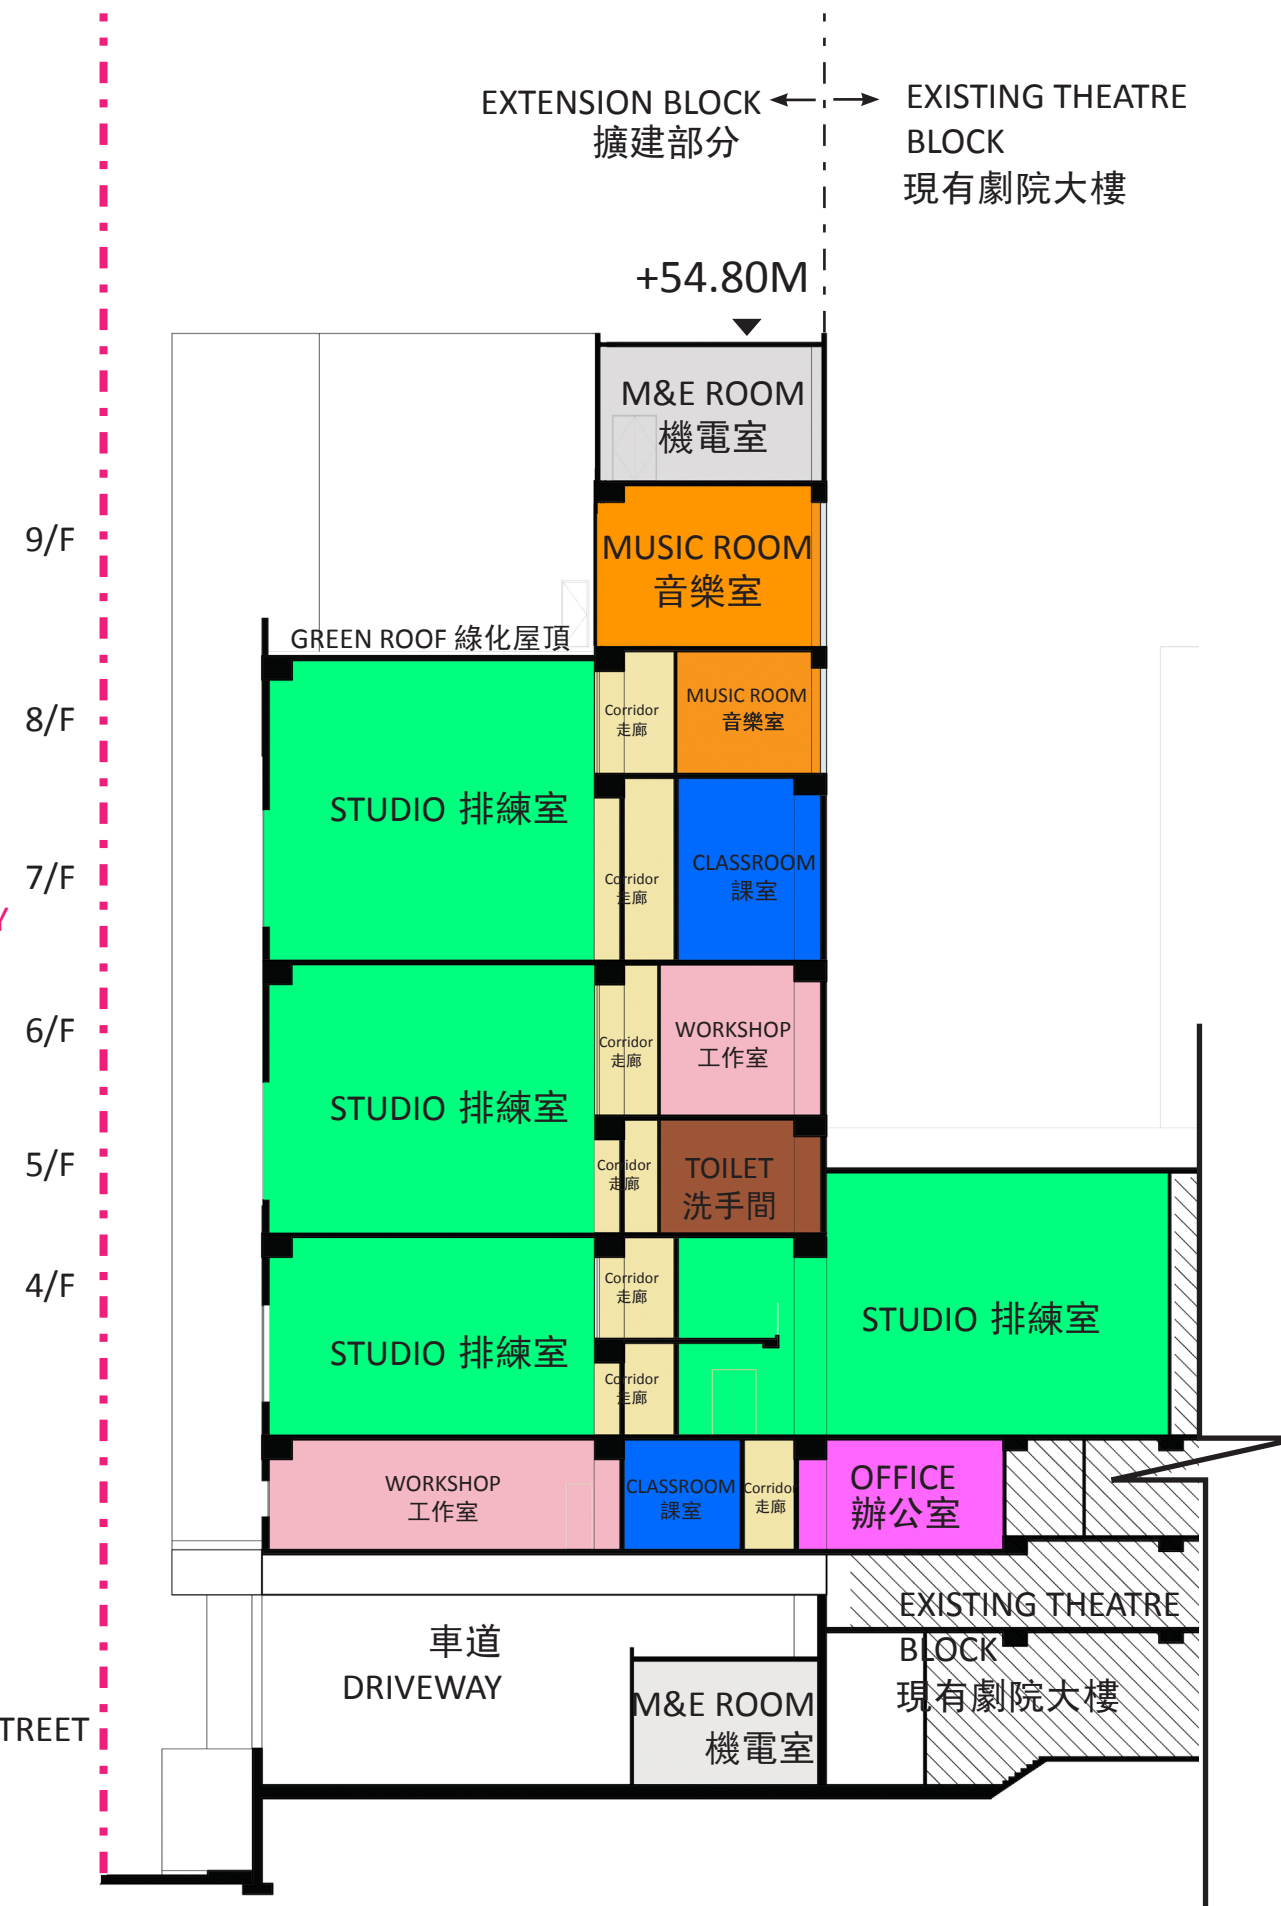 EXTENSION BLOCK
擴建部分
EXISTING THEATRE
BLOCK
現有劇院大樓
+54.80M
M&E ROOM
機電室
9/F
MUSIC ROOM
音樂室
GREEN ROOF 綠化屋頂
8/F
Corridor
走廊
MUSIC ROOM
音樂室
STUDIO 排練室
7/F
Corridor
走廊
CLASSROOM
課室
Y
6/F
Corridor
走廊
WORKSHOP
工作室
STUDIO 排練室
5/F
Corridor
走廊
TOILET
洗手間
4/F
Corridor
走廊
STUDIO 排練室
STUDIO 排練室
Corridor
走廊
WORKSHOP
工作室
CLASSROOM
課室
Corridor
走廊
OFFICE
辦公室
EXISTING THEATRE
BLOCK
現有劇院大樓
車道
DRIVEWAY
M&E ROOM
機電室
TREET